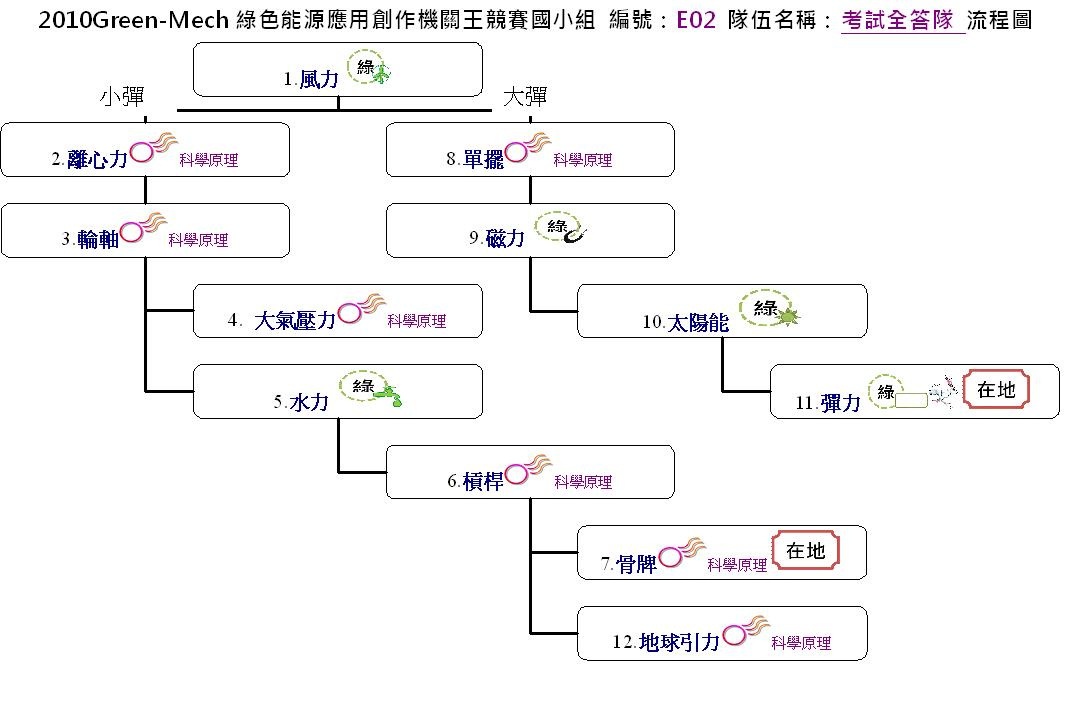 2010Green-Mech 綠色能源應用創作機關王競賽國小組 編號：E02 隊伍名稱：考試全答隊 流程圖
1.風力 綠
小彈 大彈
2.離心力 科學原理
8.單擺 科學原理
3.輪軸 科學原理
9.磁力 綠
4. 大氣壓力 科學原理
10.太陽能 綠
5.水力 綠
11.彈力 綠 在地
6.槓桿 科學原理
7.骨牌 科學原理 在地
12.地球引力 科學原理